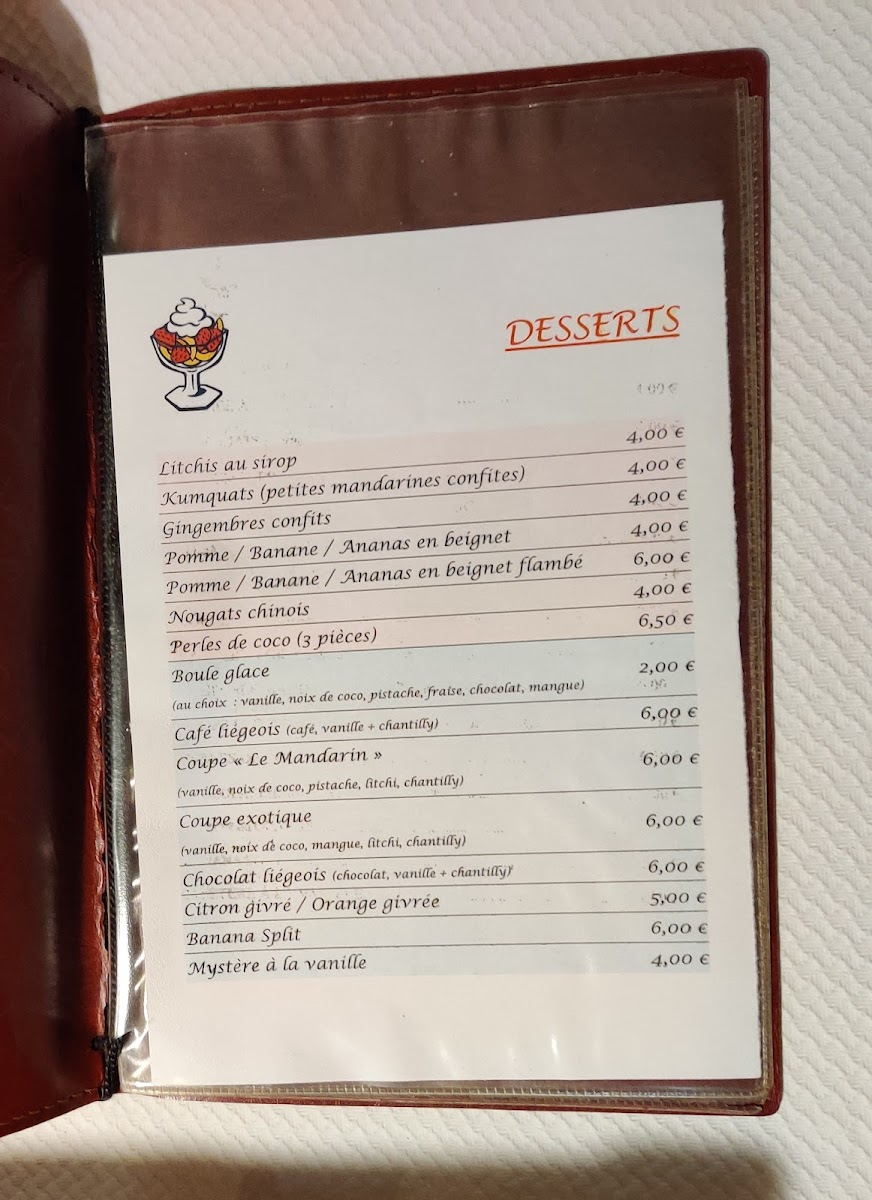 DESSERTS
Litchis au sirop 4,00 €
Kumquats (petites mandarines confites) 4,00 €
Gingembres confits 4,00 €
Pomme / Banane / Ananas en beignet 4,00 €
Pomme / Banane / Ananas en beignet flambé 6,00 €
Nougats chinois 4,00 €
Perles de coco (3 pièces) 6,50 €
Boule glace 2,00 €
(au choix : vanille, noix de coco, pistache, fraise, chocolat, mangue)
Café liégeois (café, vanille + chantilly) 6,00 €
Coupe « Le Mandarin » 6,00 €
(vanille, noix de coco, pistache, litchi, chantilly)
Coupe exotique 6,00 €
(vanille, noix de coco, mangue, litchi, chantilly)
Chocolat liégeois (chocolat, vanille + chantilly) 6,00 €
Citron givré / Orange givrée 5,00 €
Banana Split 6,00 €
Mystère à la vanille 4,00 €